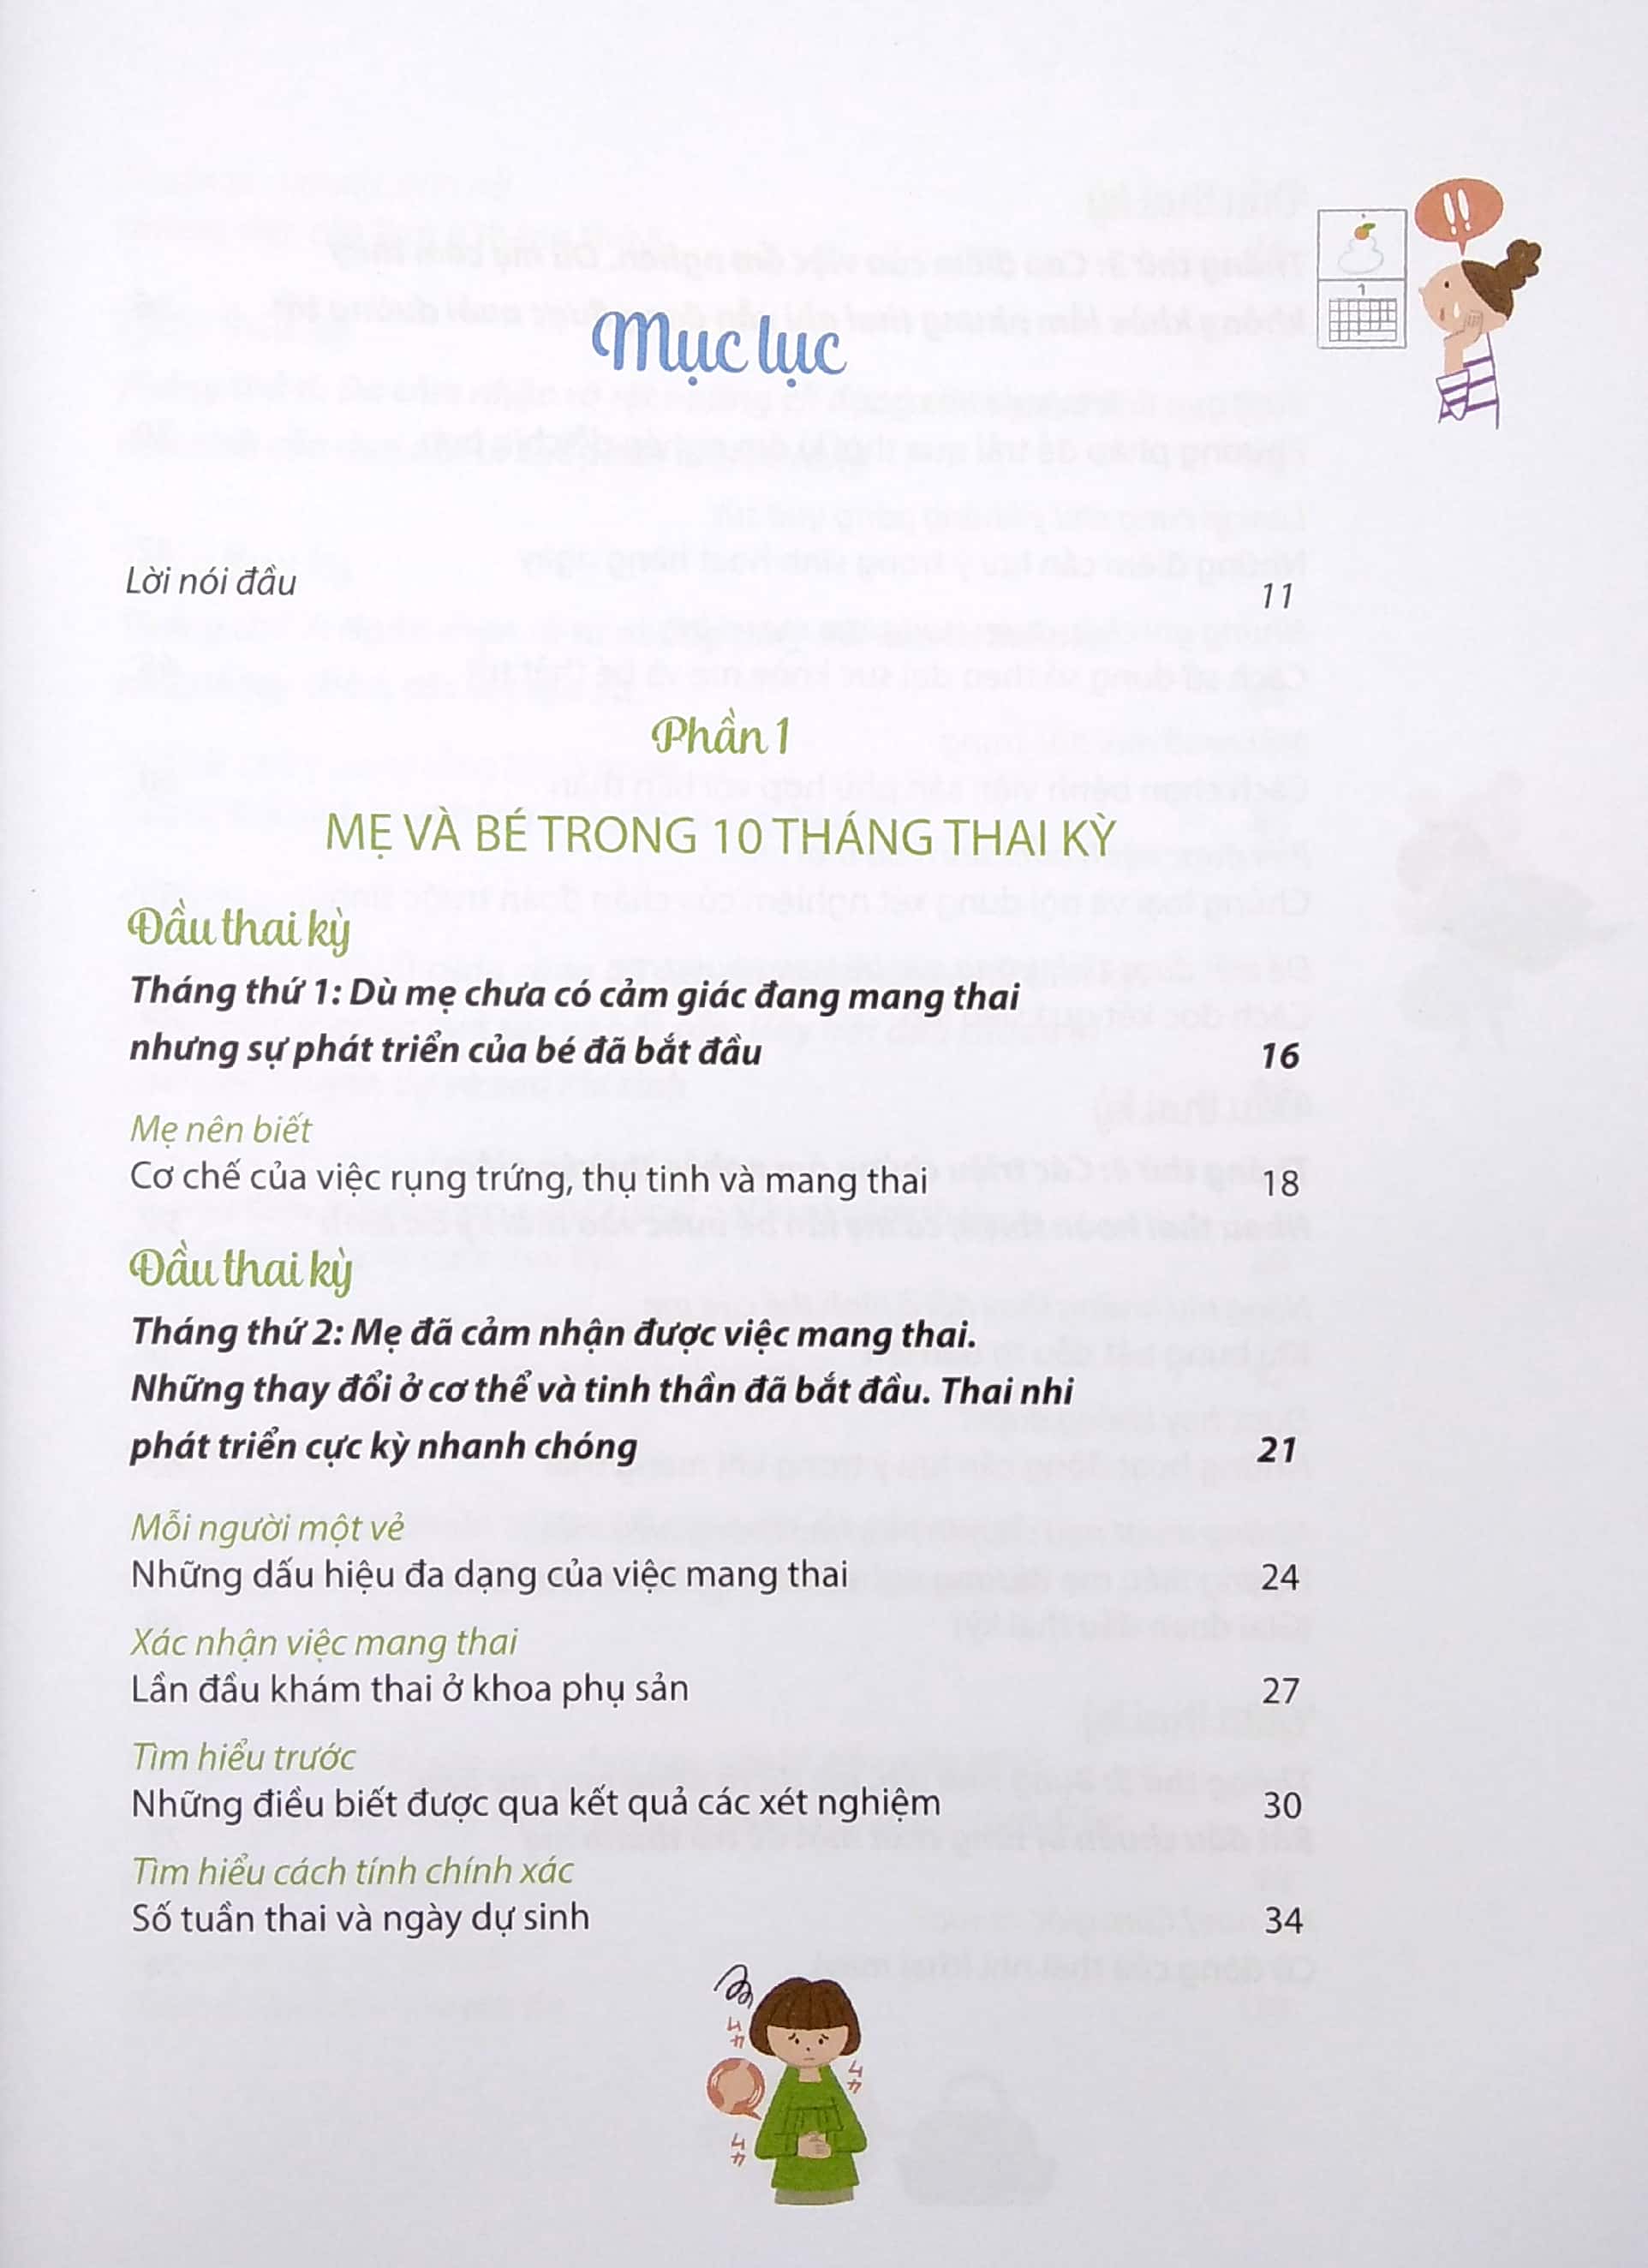 Mục lục
Lời nói đầu 11
Phần 1
MẸ VÀ BÉ TRONG 10 THÁNG THAI KỲ
Đầu thai kỳ
Tháng thứ 1: Dù mẹ chưa có cảm giác đang mang thai
nhưng sự phát triển của bé đã bắt đầu 16
Mẹ nên biết
Cơ chế của việc rụng trứng, thụ tinh và mang thai 18
Đầu thai kỳ
Tháng thứ 2: Mẹ đã cảm nhận được việc mang thai.
Những thay đổi ở cơ thể và tinh thần đã bắt đầu. Thai nhi
phát triển cực kỳ nhanh chóng 21
Mỗi người một vẻ
Những dấu hiệu đa dạng của việc mang thai 24
Xác nhận việc mang thai
Lần đầu khám thai ở khoa phụ sản 27
Tìm hiểu trước
Những điều biết được qua kết quả các xét nghiệm 30
Tìm hiểu cách tính chính xác
Số tuần thai và ngày dự sinh 34